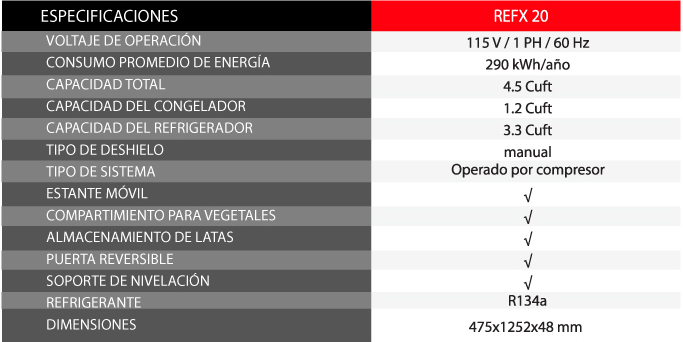 ESPECIFICACIONES REFX 20
VOLTAJE DE OPERACIÓN 115 V / 1 PH / 60 Hz
CONSUMO PROMEDIO DE ENERGÍA 290 kWh/año
CAPACIDAD TOTAL 4.5 Cuft
CAPACIDAD DEL CONGELADOR 1.2 Cuft
CAPACIDAD DEL REFRIGERADOR 3.3 Cuft
TIPO DE DESHIELO manual
TIPO DE SISTEMA Operado por compresor
ESTANTE MÓVIL √
COMPARTIMIENTO PARA VEGETALES √
ALMACENAMIENTO DE LATAS √
PUERTA REVERSIBLE √
SOPORTE DE NIVELACIÓN √
REFRIGERANTE R134a
DIMENSIONES 475x1252x48 mm